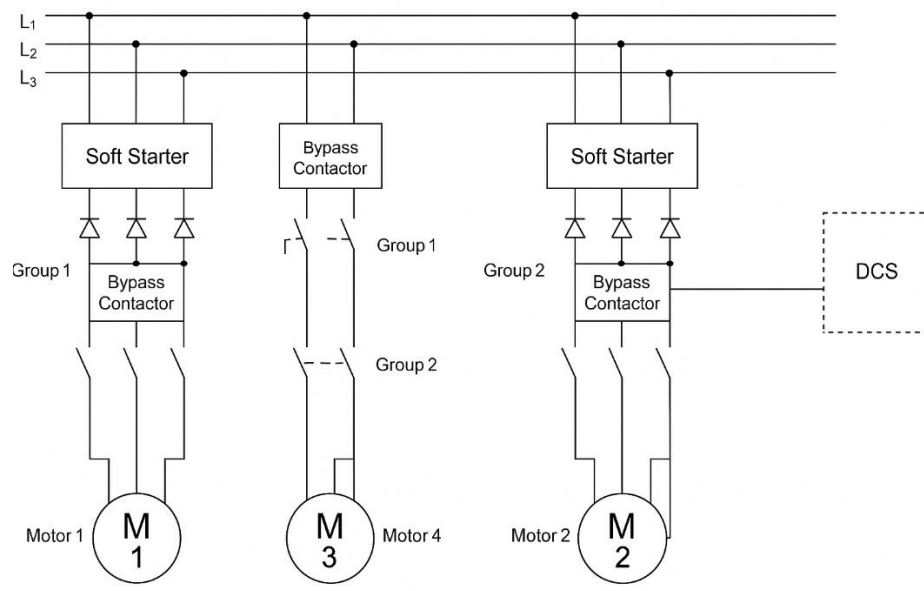 L₁
L₂
L₃
Soft Starter
Bypass
Contactor
Soft Starter
Group 1
Bypass
Contactor
Group 1
Group 2
Group 2
Bypass
Contactor
DCS
Motor 1
M
1
M
3
Motor 4
Motor 2
M
2